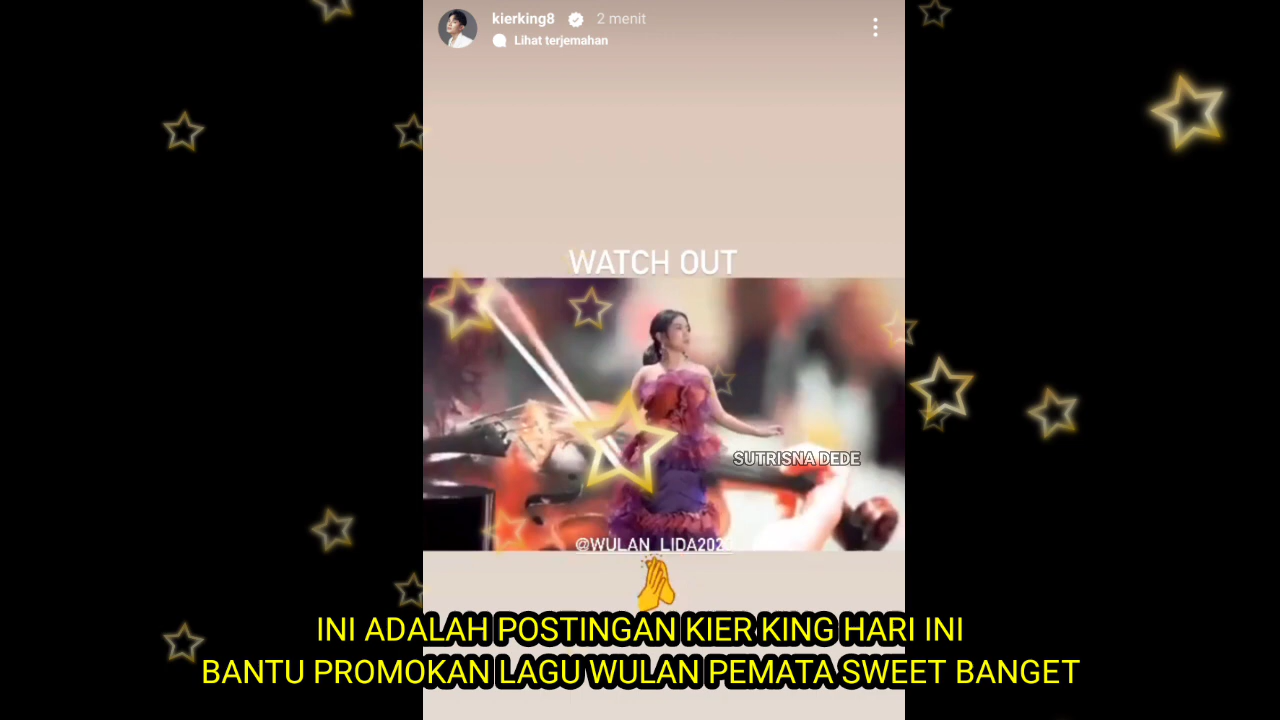 kierking8 2 menit
Lihat terjemahan
WATCH OUT
SUTRISNA DEDE
@WULAN_LIDA202
INI ADALAH POSTINGAN KIER KING HARI INI
BANTU PROMOKAN LAGU WULAN PEMATA SWEET BANGET